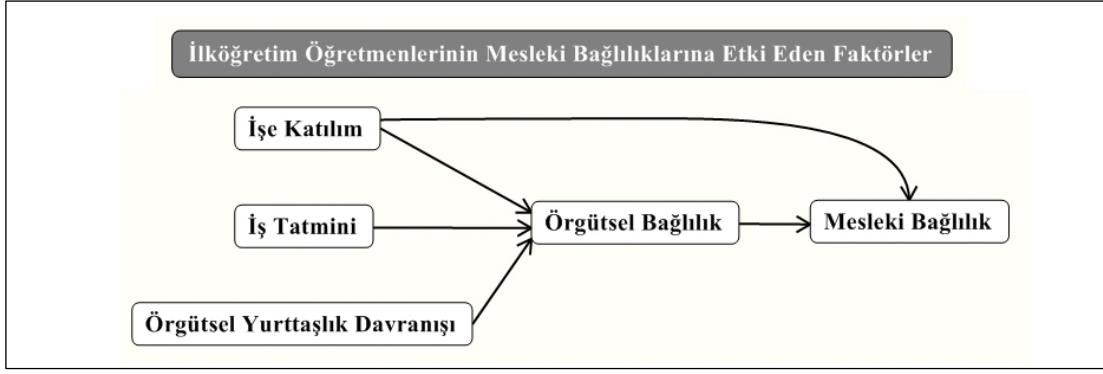 İlköğretim Öğretmenlerinin Mesleki Bağlılıklarına Etki Eden Faktörler
İşe Katılım
İş Tatmini
Örgütsel Bağlılık
Mesleki Bağlılık
Örgütsel Yurttaşlık Davranışı